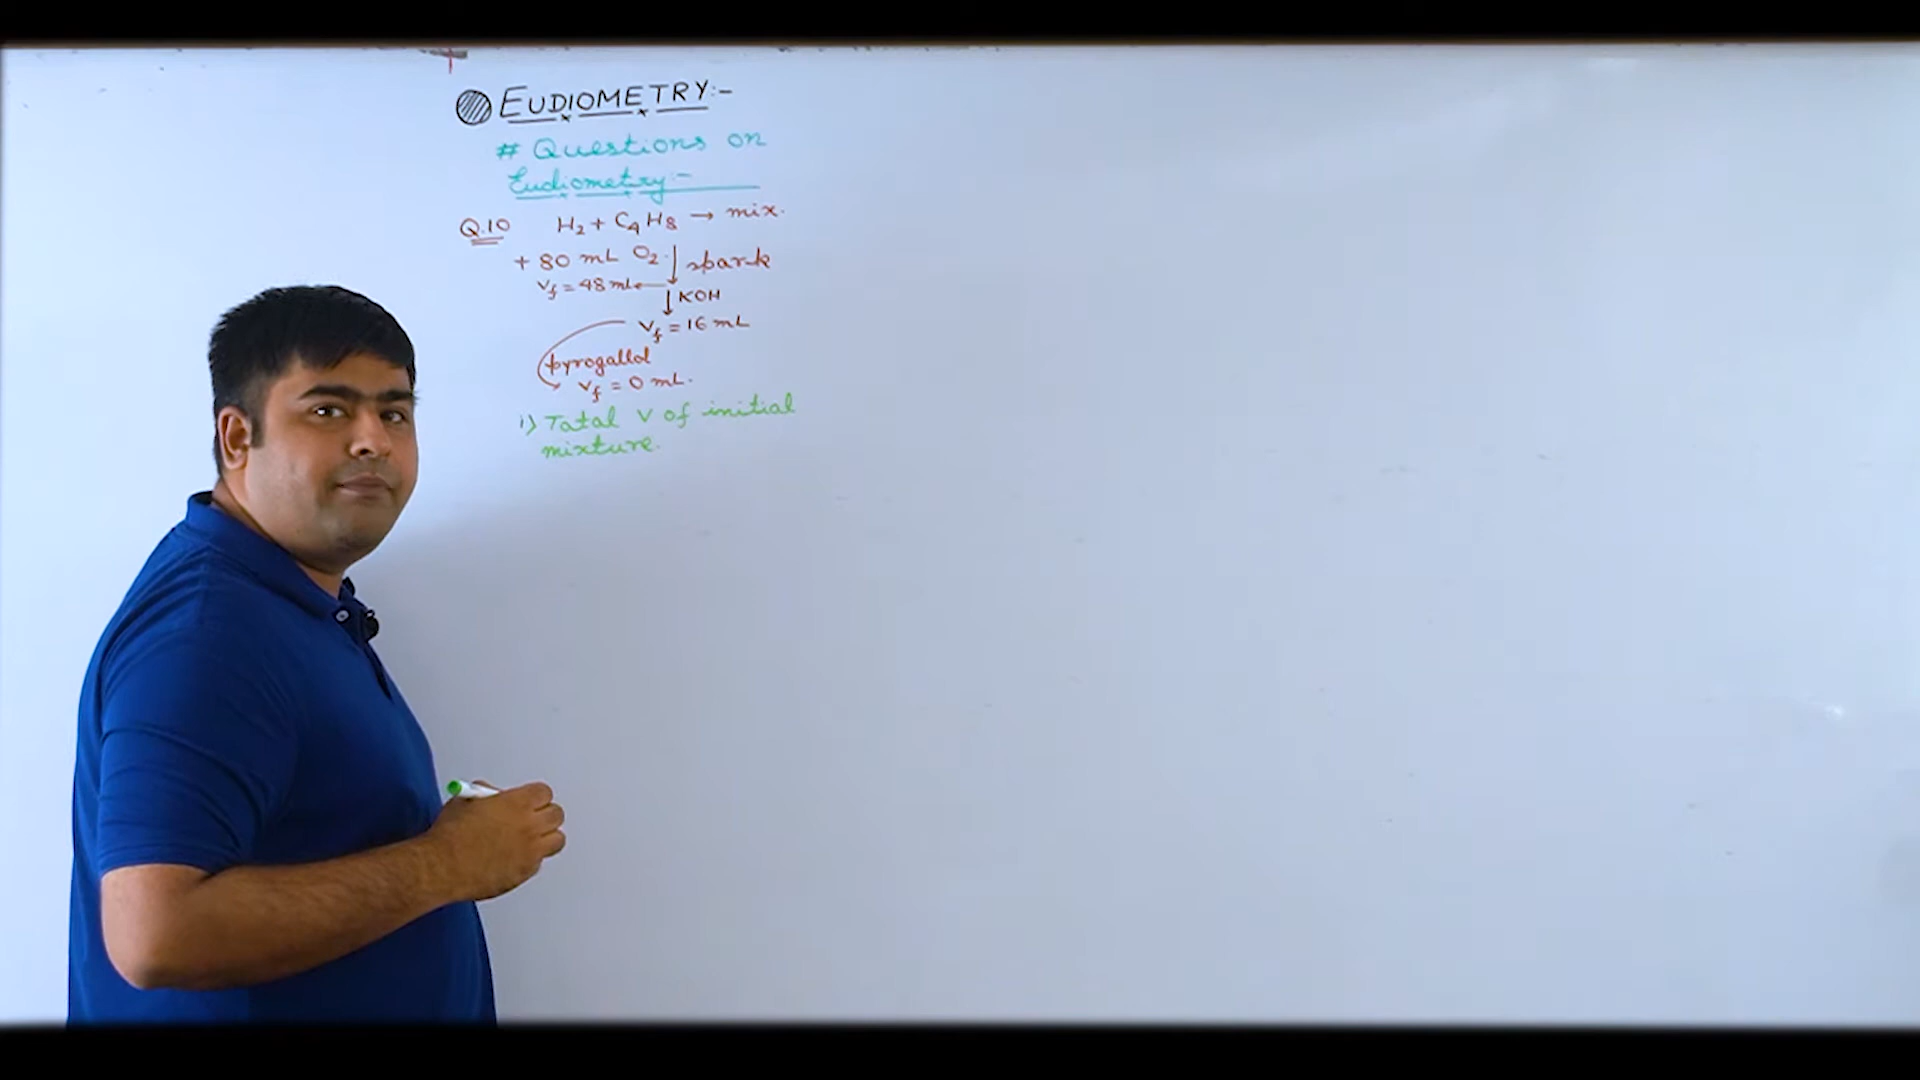 EUDIOMETRY:-
# Questions on
Eudiometry:-
Q.10 H₂ + C₄H₈ → mix.
+ 80 mL O₂. ↓ spark
Vf = 48 mL ←
↓ KOH
Vf = 16 mL
pyrogallol
Vf = 0 mL.
i) Total V of initial
mixture.